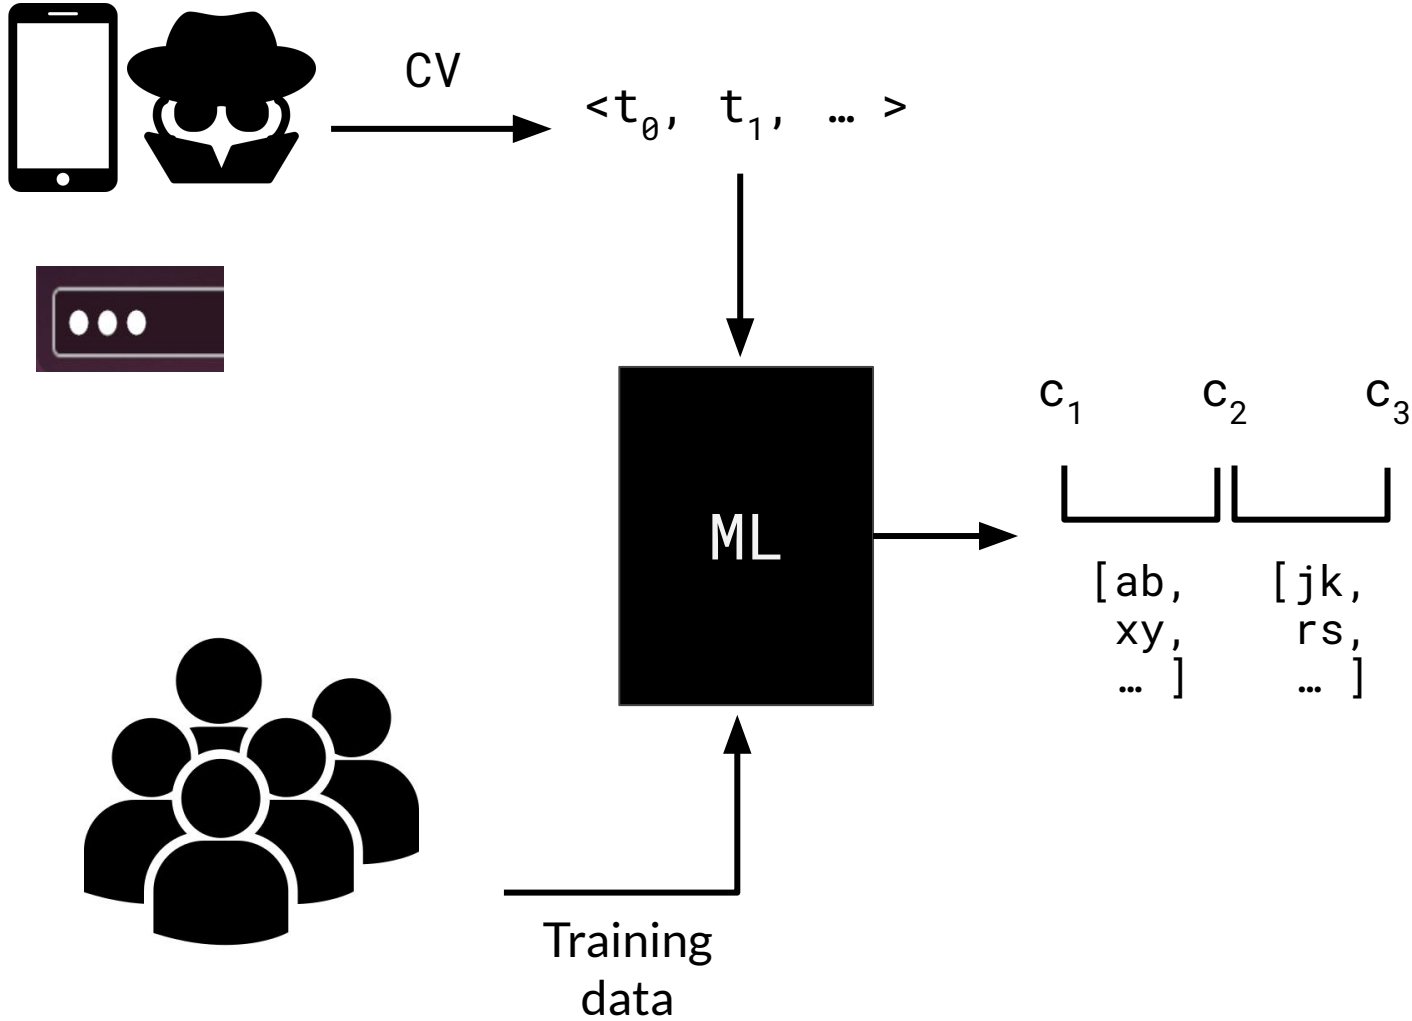 CV
<t₀, t₁, … >
c₁ c₂ c₃
ML
[ab, [jk,
xy, rs,
… ] … ]
Training
data